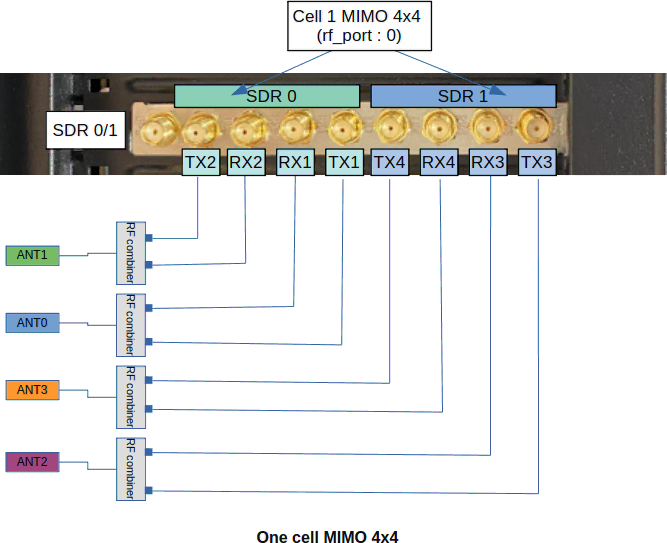 Cell 1 MIMO 4x4
(rf_port : 0)
SDR 0
SDR 1
SDR 0/1
TX2
RX2
RX1
TX1
TX4
RX4
RX3
TX3
RF combiner
ANT1
RF combiner
ANT0
RF combiner
ANT3
RF combiner
ANT2
One cell MIMO 4x4